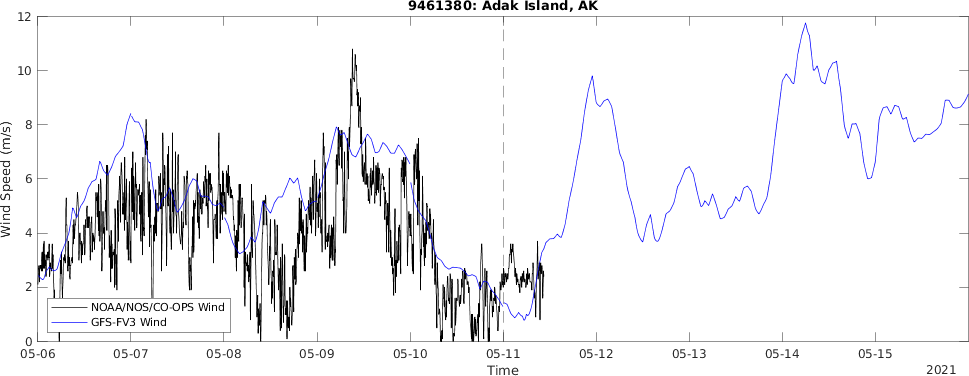 9461380: Adak Island, AK
Wind Speed (m/s)
12
10
8
6
4
2
0
NOAA/NOS/CO-OPS Wind
GFS-FV3 Wind
05-06 05-07 05-08 05-09 05-10 05-11 05-12 05-13 05-14 05-15
Time
2021